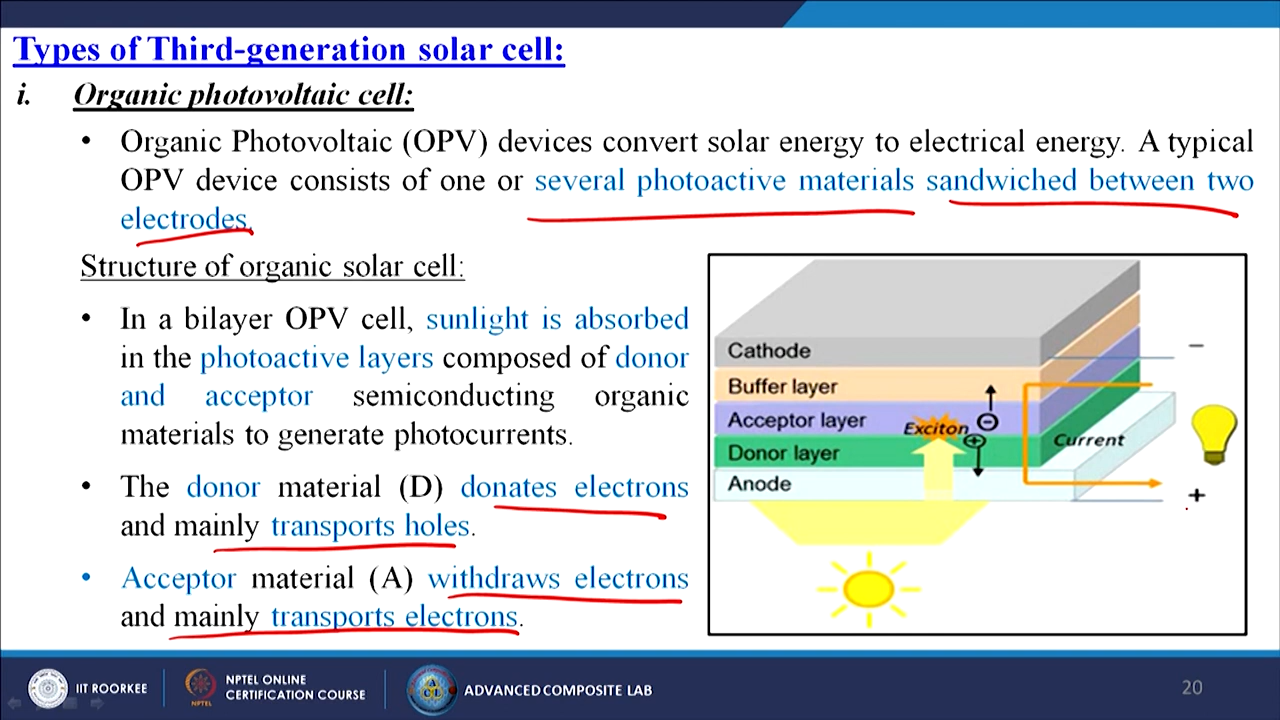 Types of Third-generation solar cell:
i. Organic photovoltaic cell:
• Organic Photovoltaic (OPV) devices convert solar energy to electrical energy. A typical
OPV device consists of one or several photoactive materials sandwiched between two
electrodes.
Structure of organic solar cell:
• In a bilayer OPV cell, sunlight is absorbed
in the photoactive layers composed of donor
and acceptor semiconducting organic
materials to generate photocurrents.
• The donor material (D) donates electrons
and mainly transports holes.
• Acceptor material (A) withdraws electrons
and mainly transports electrons.
Cathode
Buffer layer
Acceptor layer
Donor layer
Anode
Exciton
Current
−
+
IIT ROORKEE
NPTEL
NPTEL ONLINE
CERTIFICATION COURSE
ACL
ADVANCED COMPOSITE LAB
20